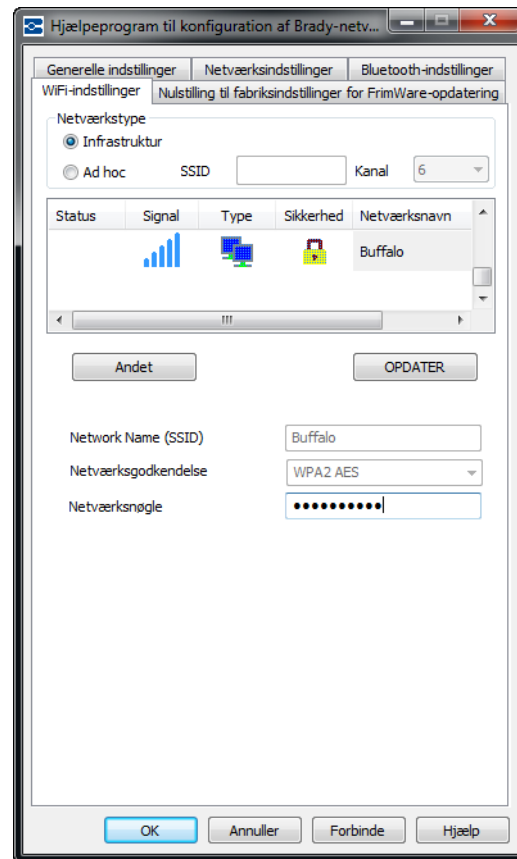 Hjælpeprogram til konfiguration af Brady-netv...
Generelle indstillinger Netværksindstillinger Bluetooth-indstillinger
WiFi-indstillinger Nulstilling til fabriksindstillinger for FrimWare-opdatering
Netværkstype
Infrastruktur
Ad hoc SSID Kanal 6
Status Signal Type Sikkerhed Netværksnavn
Buffalo
Andet OPDATER
Network Name (SSID) Buffalo
Netværksgodkendelse WPA2 AES
Netværksnøgle ●●●●●●●●●●
OK Annuller Forbinde Hjælp